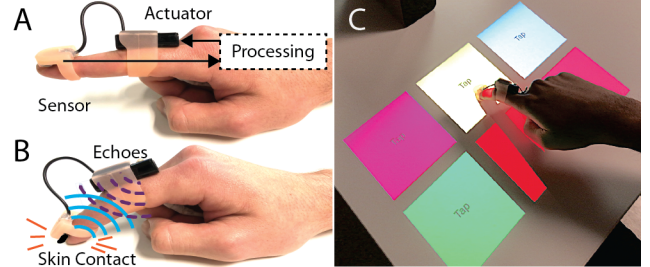 A
Actuator
Processing
Sensor
B
Echoes
Skin Contact
C
Tap
Tap
Tap